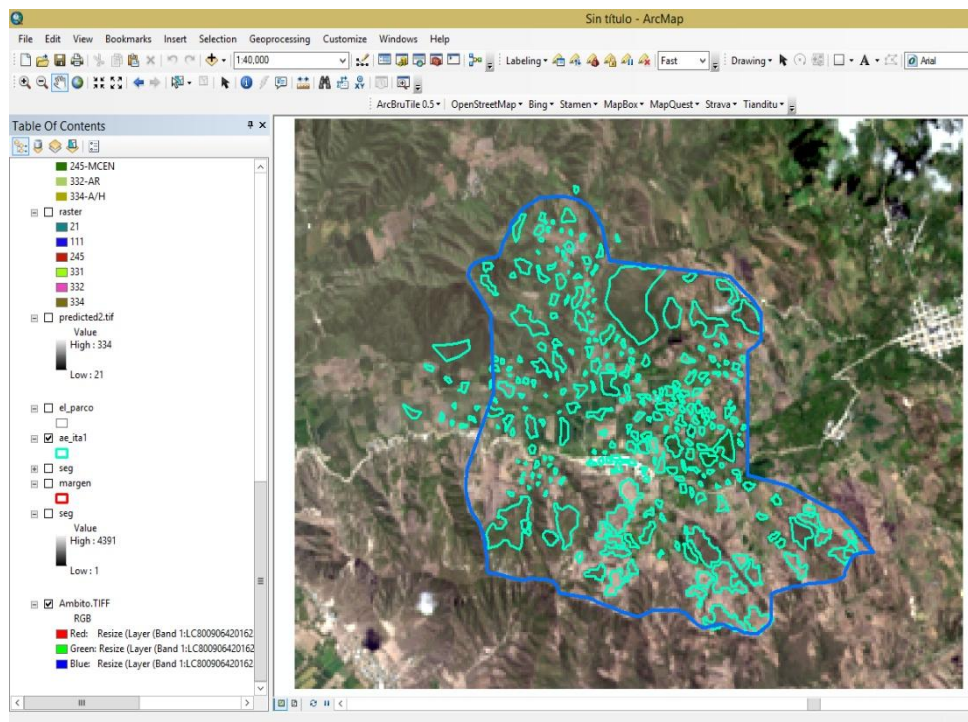 Sin título - ArcMap
File Edit View Bookmarks Insert Selection Geoprocessing Customize Windows Help
1:40,000 Labeling Fast Drawing A Arial
ArcBruTile 0.5 OpenStreetMap Bing Stamen MapBox MapQuest Strava Tianditu
Table Of Contents
245-MCEN
332-AR
334-A/H
raster
21
111
245
331
332
334
predicted2.tif
Value
High : 334
Low : 21
el_parco
ae_ita1
seg
margen
seg
Value
High : 4391
Low : 1
Ambito.TIFF
RGB
Red: Resize (Layer (Band 1:LC800906420162
Green: Resize (Layer (Band 1:LC800906420162
Blue: Resize (Layer (Band 1:LC800906420162